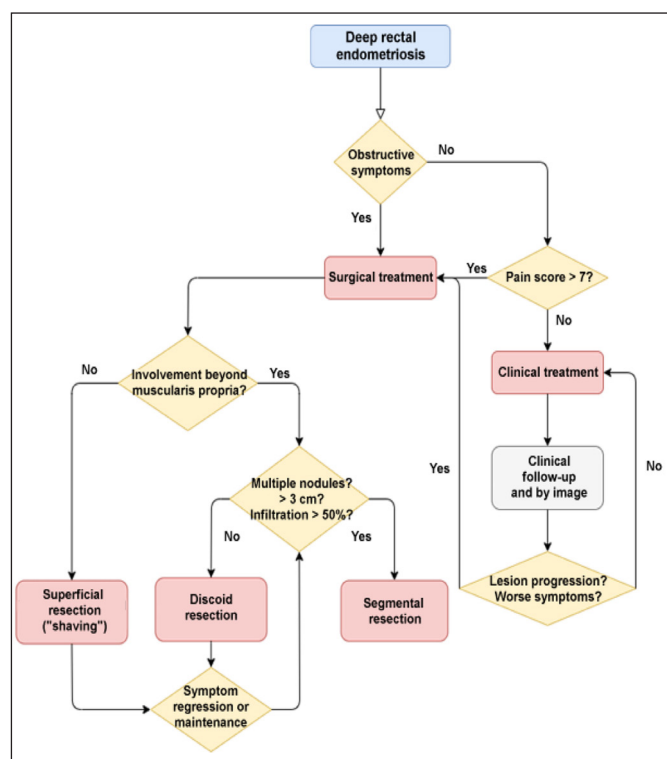 Deep rectal
endometriosis
Obstructive
symptoms
No
Yes
Surgical treatment
Yes
Pain score > 7?
No
Involvement beyond
muscularis propria?
No
Yes
Clinical treatment
Clinical
follow-up
and by image
Yes
No
Multiple nodules?
> 3 cm?
Infiltration > 50%?
No
Yes
Lesion progression?
Worse symptoms?
Superficial
resection
("shaving")
Discoid
resection
Segmental
resection
Symptom
regression or
maintenance